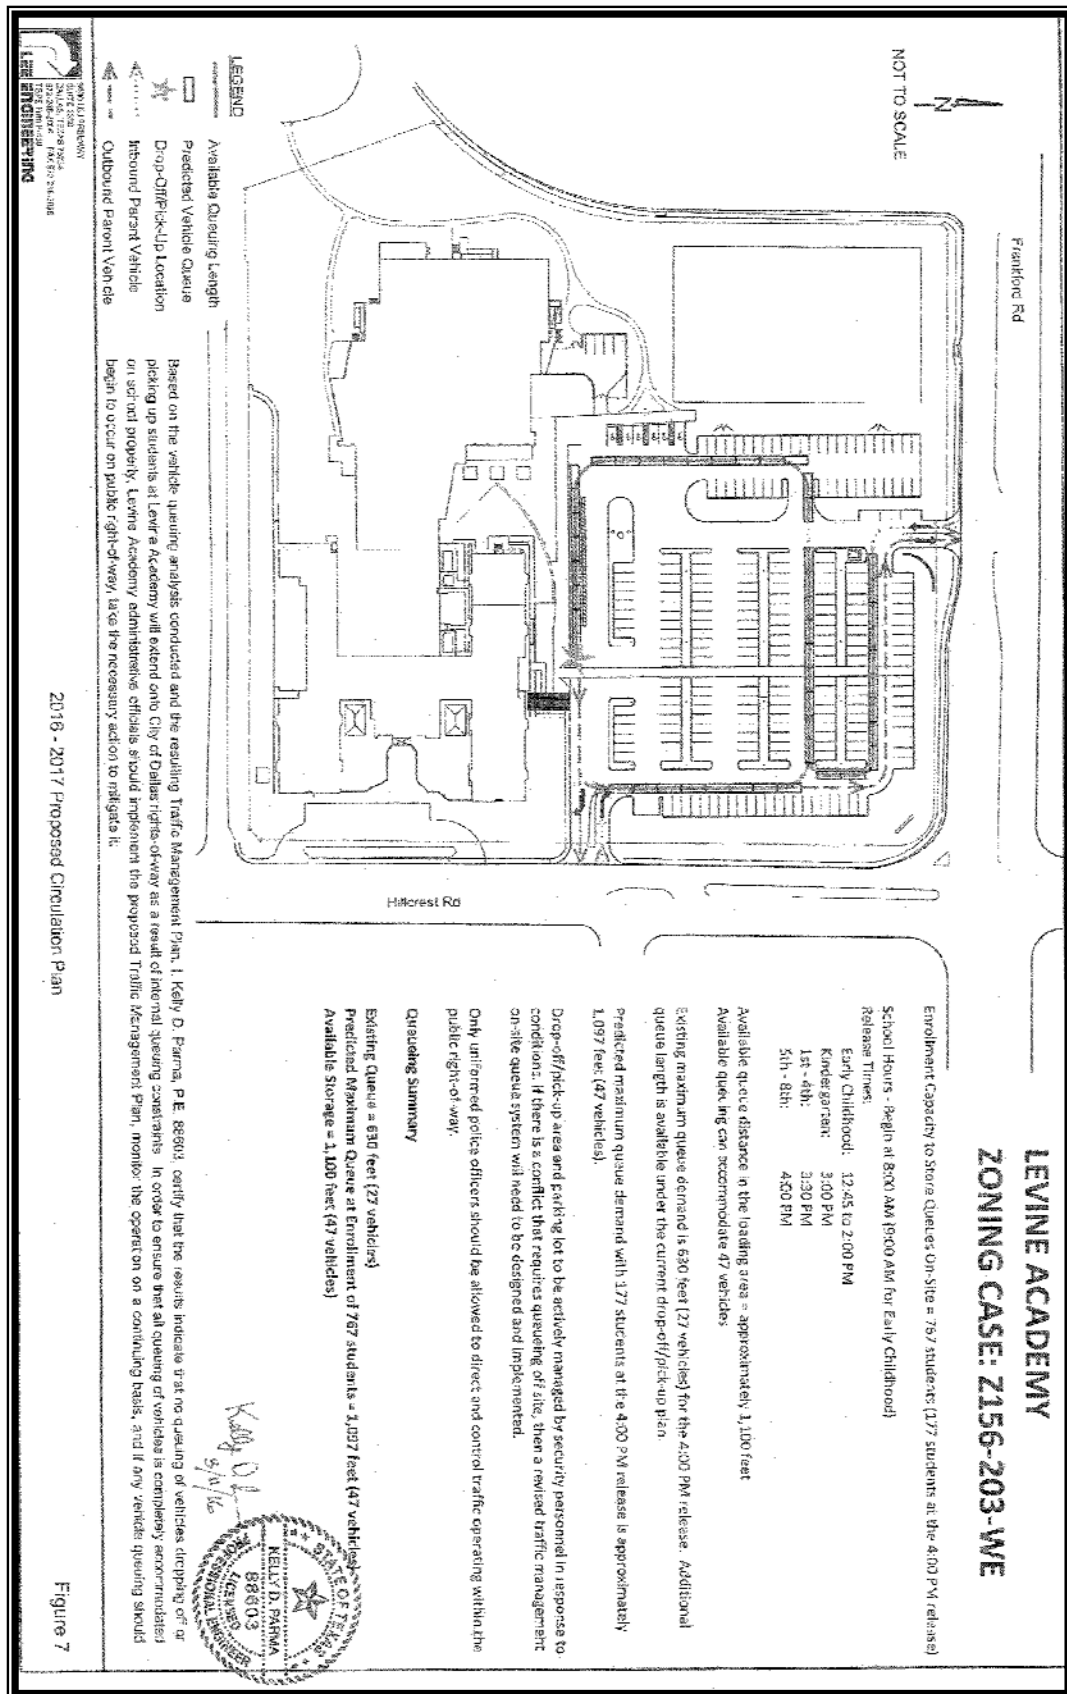 LEVINE ACADEMY
ZONING CASE: Z156-203-WE
Enrollment Capacity to Store Queues On-Site = 767 students (177 students at the 4:00 PM release)
School Hours - Begin at 8:00 AM (9:00 AM for Early Childhood)
Release Times:
Early Childhood: 12:45 to 2:00 PM
Kindergarten: 3:00 PM
1st - 4th: 3:30 PM
5th - 8th: 4:00 PM
Available queue distance in the loading area = approximately 1,100 feet
Available queuing can accommodate 47 vehicles
Existing maximum queue demand is 630 feet (27 vehicles) for the 4:00 PM release. Additional
queue length is available under the current drop-off/pick-up plan.
Predicted maximum queue demand with 177 students at the 4:00 PM release is approximately
1,097 feet (47 vehicles).
Drop-off/pick-up area and parking lot to be actively managed by security personnel in response to
conditions. If there is a conflict that requires queueing off site, then a revised traffic management
on-site queue system will need to be designed and implemented.
Only uniformed police officers should be allowed to direct and control traffic operating within the
public right-of-way.
Queuing Summary
Existing Queue = 630 feet (27 vehicles)
Predicted Maximum Queue at Enrollment of 767 students = 1,097 feet (47 vehicles)
Available Storage = 1,100 feet (47 vehicles)
Kelly D.
3/11/16
STATE OF TEXAS
KELLY D. PARMA
88603
LICENSED
PROFESSIONAL ENGINEER
Frankford Rd
Hillcrest Rd
N
NOT TO SCALE
LEGEND
Available Queuing Length
Predicted Vehicle Queue
Drop-Off/Pick-Up Location
Inbound Parent Vehicle
Outbound Parent Vehicle
Based on the vehicle queuing analysis conducted and the resulting Traffic Management Plan, I, Kelly D. Parma, P.E. 88603, certify that the results indicate that no queuing of vehicles dropping off or
picking up students at Levine Academy will extend onto City of Dallas rights-of-way as a result of internal queuing constraints. In order to ensure that all queuing of vehicles is completely accommodated
on school property, Levine Academy administrative officials should implement the proposed Traffic Management Plan, monitor the operation on a continuing basis, and if any vehicle queuing should
begin to occur on public right-of-way, take the necessary action to mitigate it.
LEE ENGINEERING
2016 - 2017 Proposed Circulation Plan
Figure 7